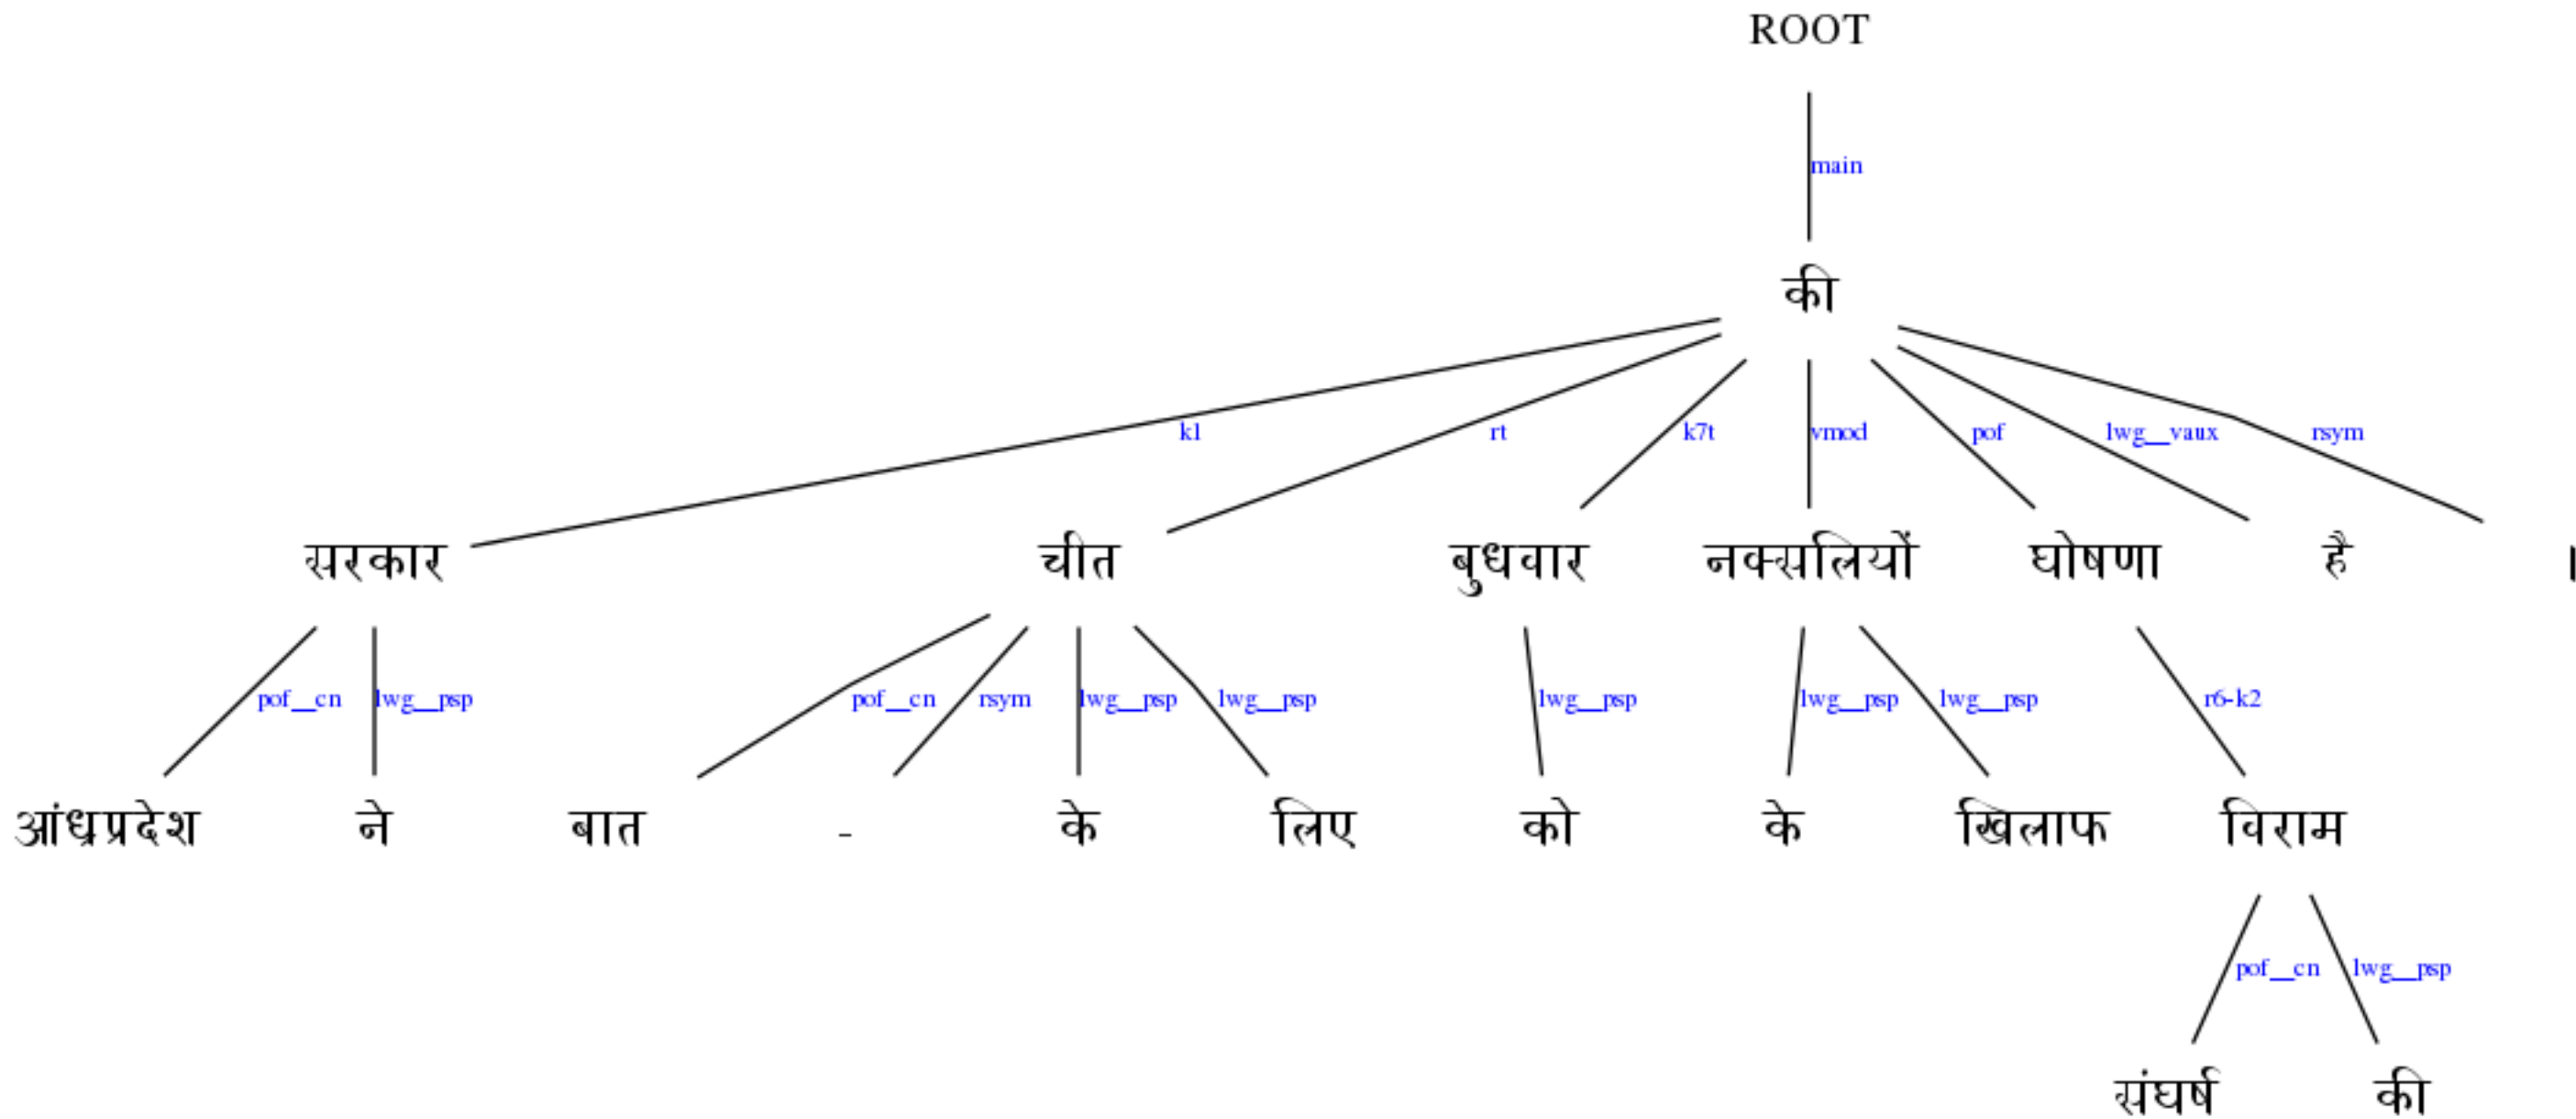 ROOT
main
की
k1 rt k7t vmod pof lwg__vaux rsym
सरकार चीत बुधवार नक्सलियों घोषणा है ।
pof__cn lwg__psp pof__cn rsym lwg__psp lwg__psp lwg__psp lwg__psp lwg__psp r6-k2
आंध्रप्रदेश ने बात - के लिए को के खिलाफ विराम
pof__cn lwg__psp
संघर्ष की